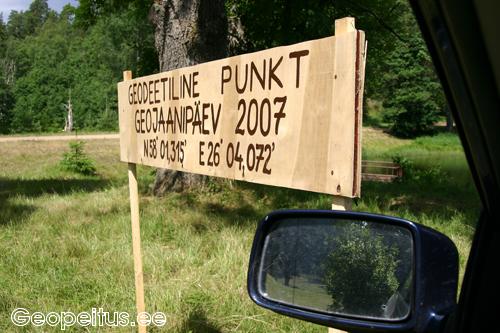 GEODEETILINE PUNKT
GEOJAANIPÄEV 2007
N 58° 01,315' E 26° 04,072'
Geopeitus.ee